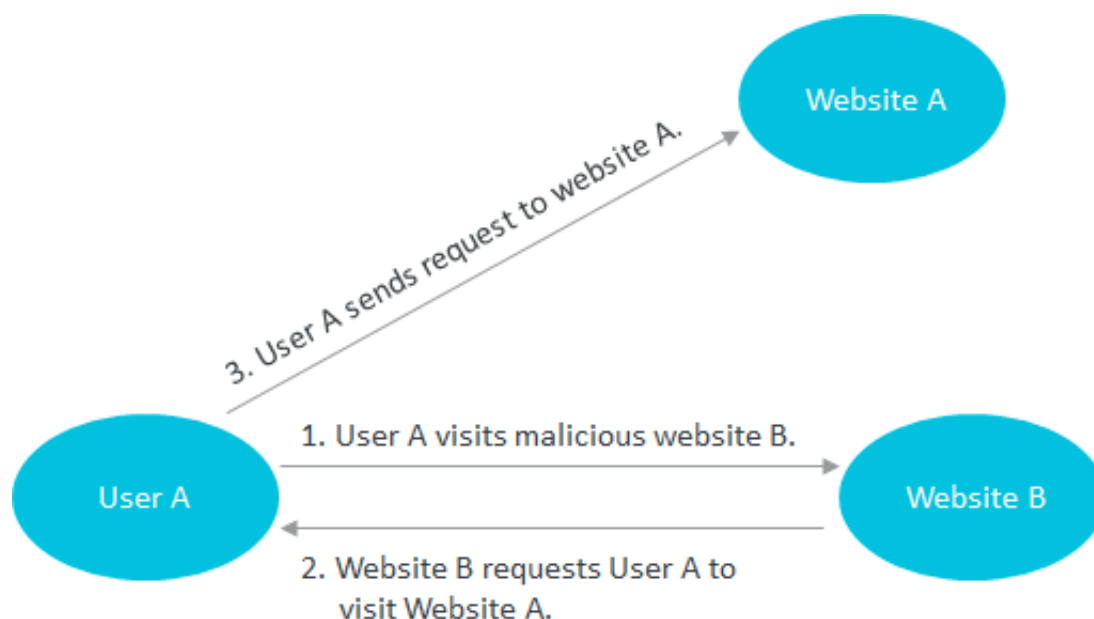 Website A
3. User A sends request to website A.
1. User A visits malicious website B.
User A
Website B
2. Website B requests User A to
visit Website A.